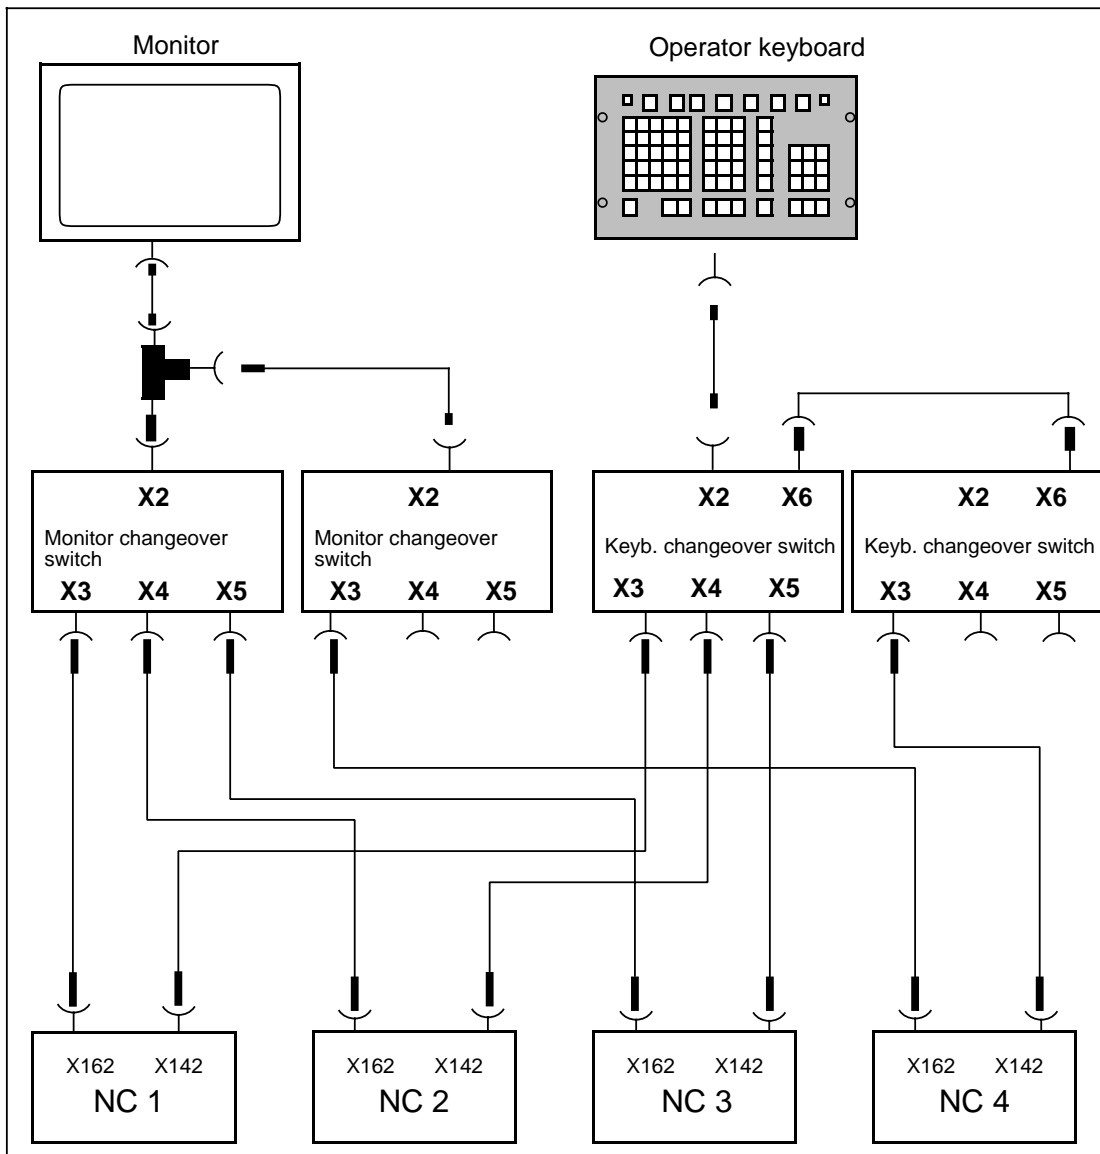 Monitor
Operator keyboard
X2
X2
X2 X6
X2 X6
Monitor changeover
switch
Monitor changeover
switch
Keyb. changeover switch
Keyb. changeover switch
X3 X4 X5
X3 X4 X5
X3 X4 X5
X3 X4 X5
X162 X142
NC 1
X162 X142
NC 2
X162 X142
NC 3
X162 X142
NC 4